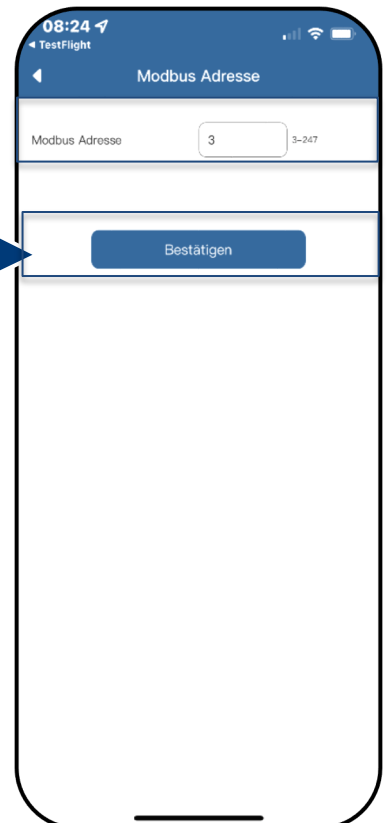 08:24
◀ TestFlight
Modbus Adresse
Modbus Adresse 3 3-247
Bestätigen